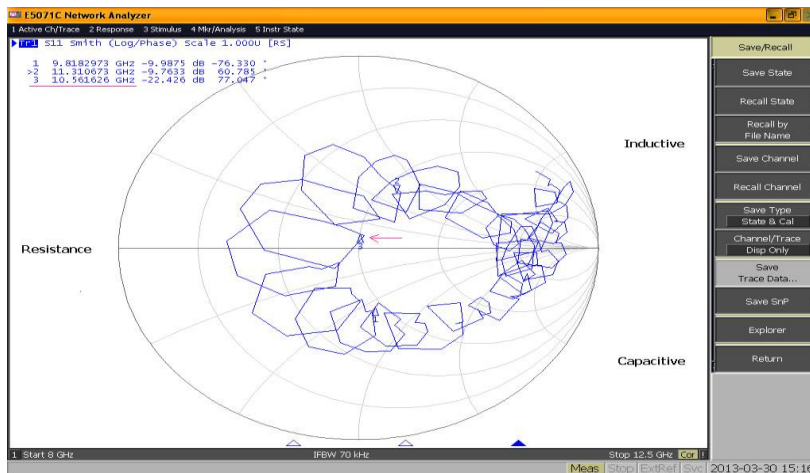 E5071C Network Analyzer
1 Active Ch/Trace 2 Response 3 Stimulus 4 Mkr/Analysis 5 Instr State
Tr1 S11 Smith (Log/Phase) Scale 1.000U [RS]
1 9.8182973 GHz -9.9875 dB -76.330 °
>2 11.310673 GHz -9.7633 dB 60.785 °
3 10.561626 GHz -22.426 dB 77.047 °
Inductive
Resistance
Capacitive
1 Start 8 GHz IFBW 70 kHz Stop 12.5 GHz Cor !
Save/Recall
Save State
Recall State
Recall by
File Name
Save Channel
Recall Channel
Save Type
State & Cal
Channel/Trace
Disp Only
Save
Trace Data...
Save SnP
Explorer
Return
Meas Stop ExtRef Svc 2013-03-30 15:1